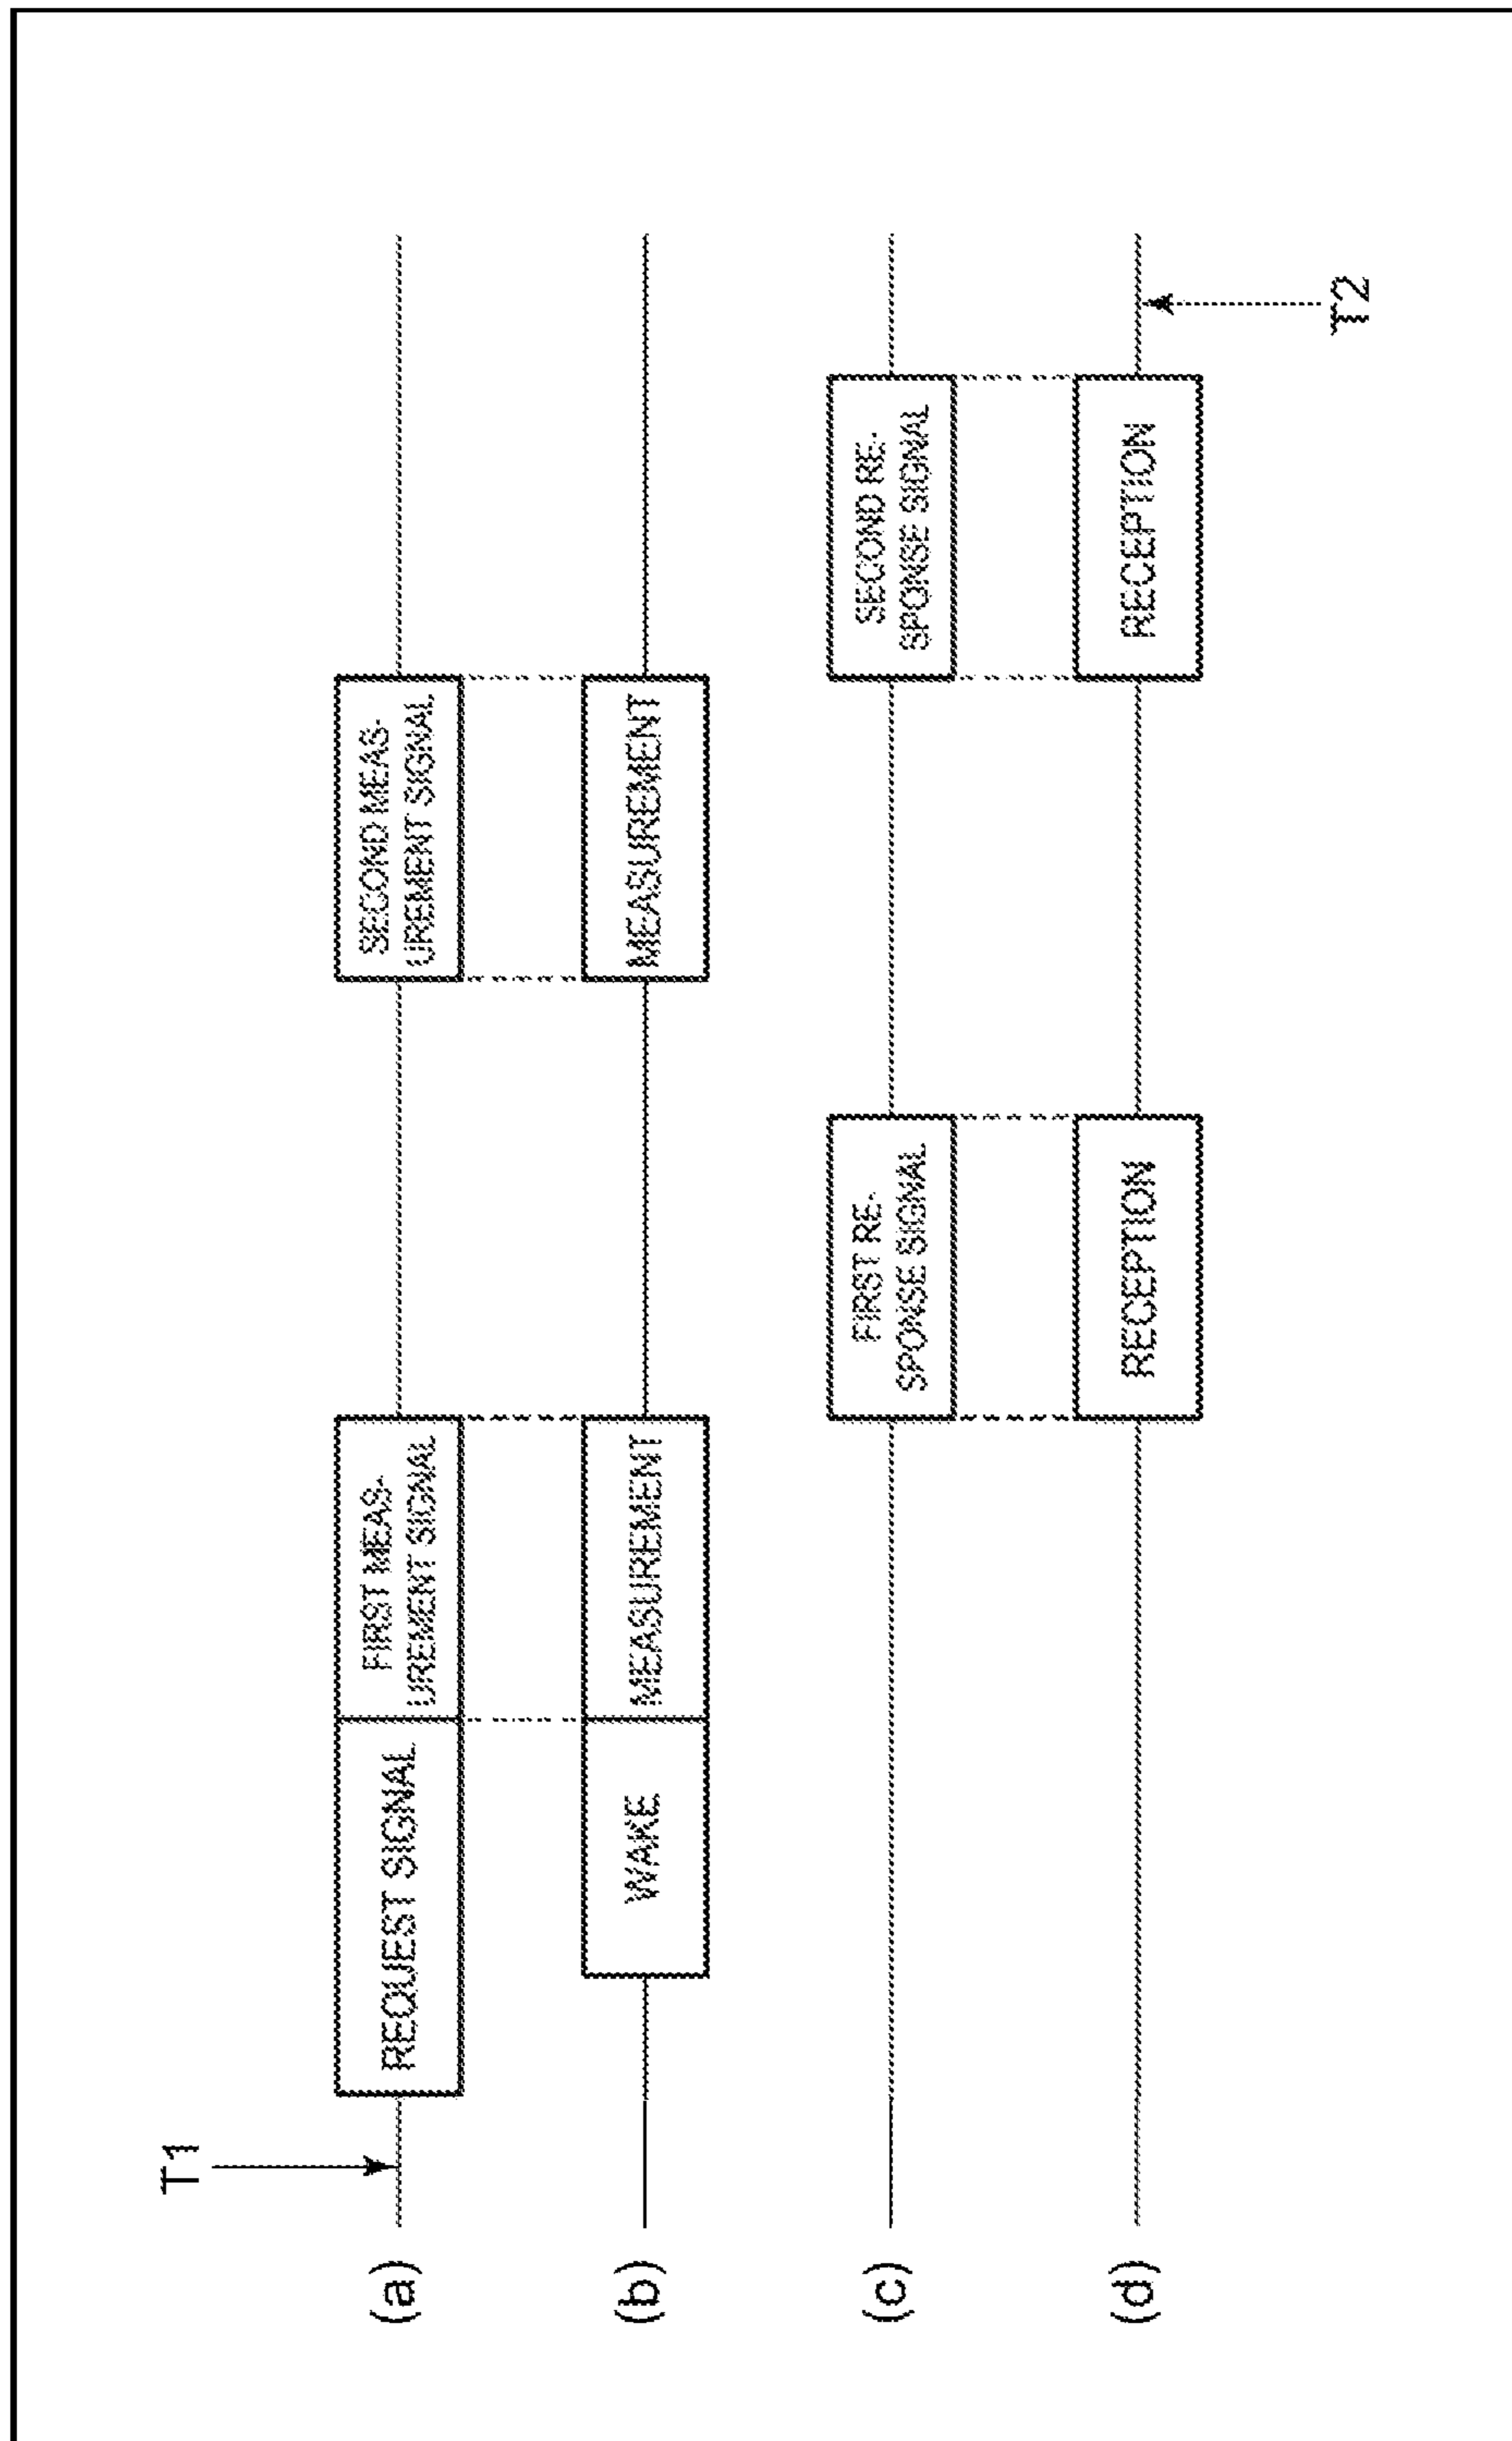 T1
(a)
REQUEST SIGNAL
FIRST MEAS-
UREMENT SIGNAL
SECOND MEAS-
UREMENT SIGNAL
(b)
WAKE
MEASUREMENT
MEASUREMENT
(c)
FIRST RE-
SPONSE SIGNAL
SECOND RE-
SPONSE SIGNAL
(d)
RECEPTION
RECEPTION
T2